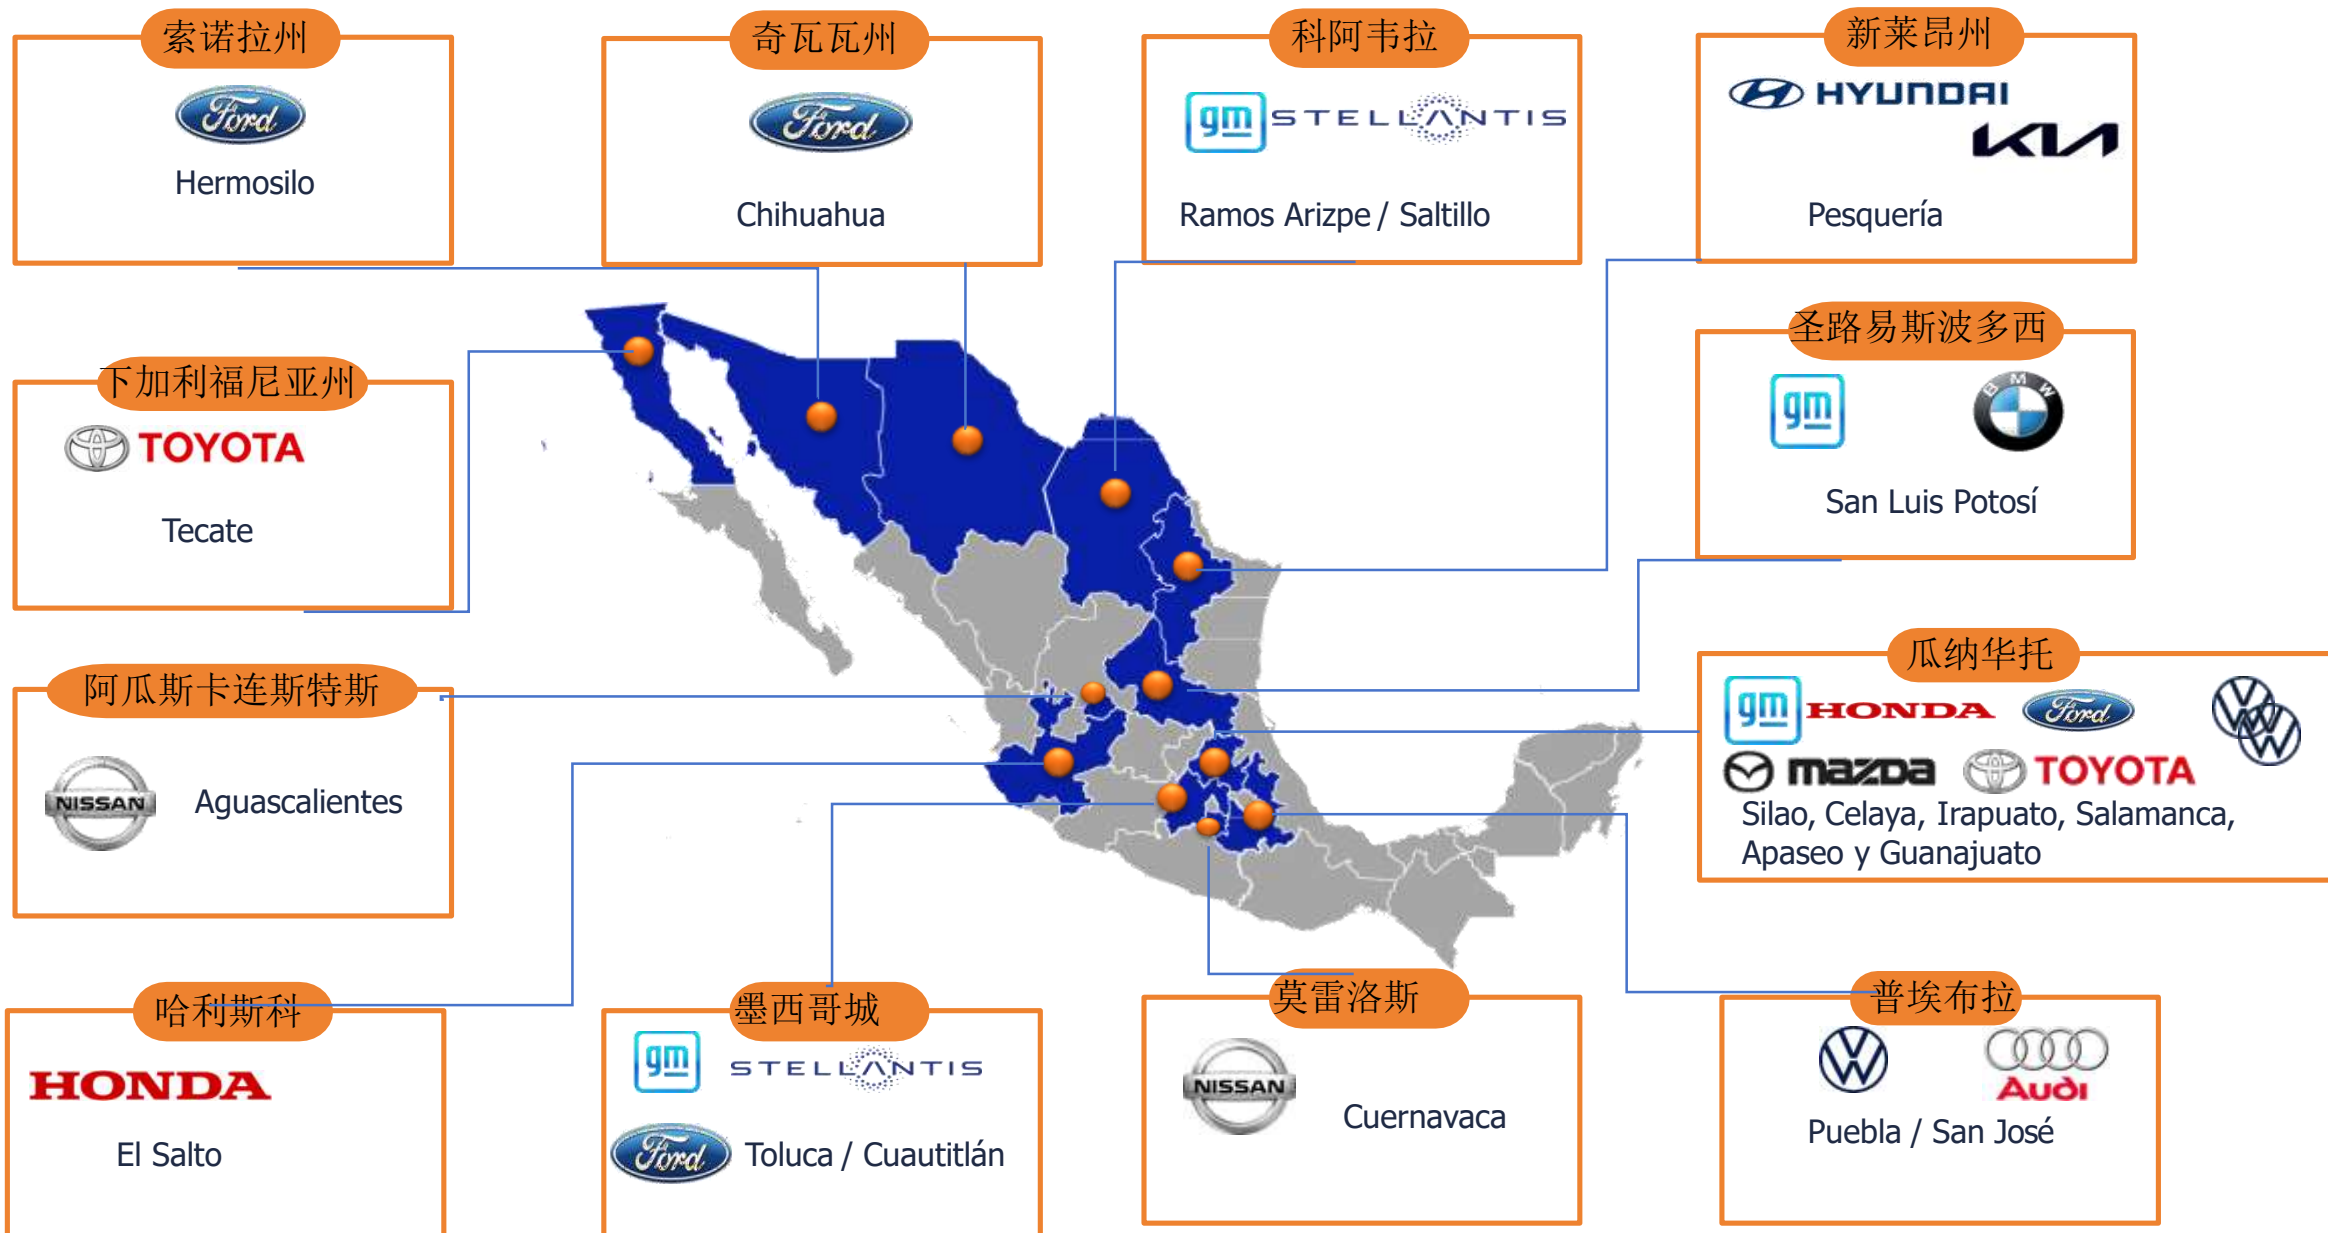 索诺拉州
Ford
Hermosilo
奇瓦瓦州
Ford
Chihuahua
科阿韦拉
gm STELLANTIS
Ramos Arizpe / Saltillo
新莱昂州
HYUNDAI
KIA
Pesquería
下加利福尼亚州
TOYOTA
Tecate
圣路易斯波多西
gm BMW
San Luis Potosí
阿瓜斯卡连斯特斯
NISSAN
Aguascalientes
瓜纳华托
gm HONDA Ford VW VW
mazda TOYOTA
Silao, Celaya, Irapuato, Salamanca,
Apaseo y Guanajuato
哈利斯科
HONDA
El Salto
墨西哥城
gm STELLANTIS
Ford Toluca / Cuautitlán
莫雷洛斯
NISSAN
Cuernavaca
普埃布拉
VW Audi
Puebla / San José